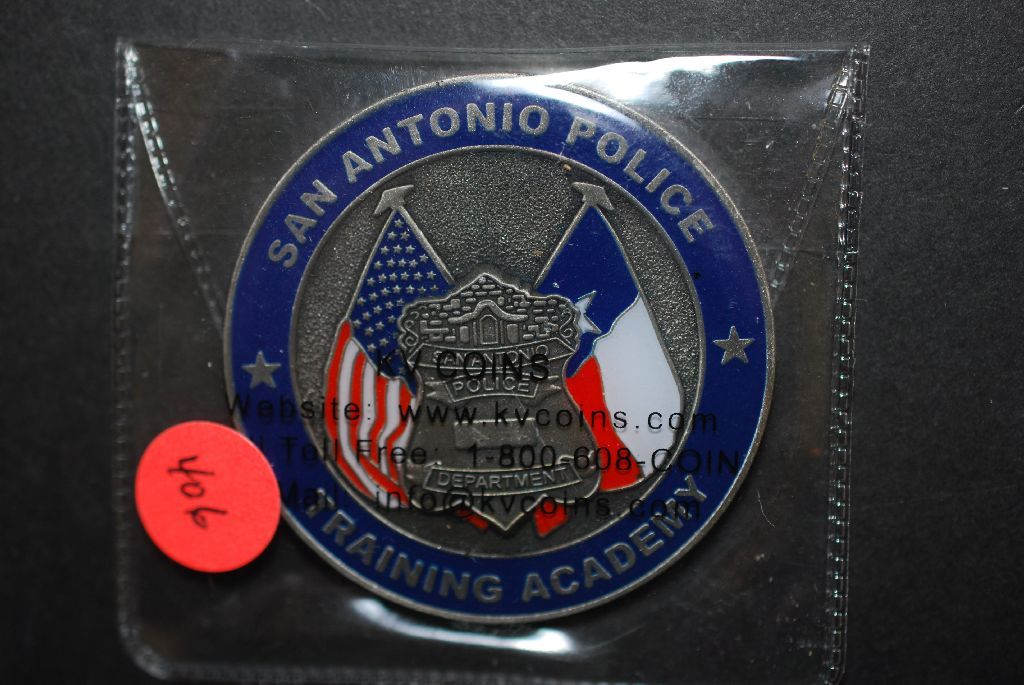 SAN ANTONIO POLICE
POLICE
DEPARTMENT
TRAINING ACADEMY
KV COINS
Website: www.kvcoins.com
Toll Free: 1-800-608-COIN
Mail: info@kvcoins.com
406